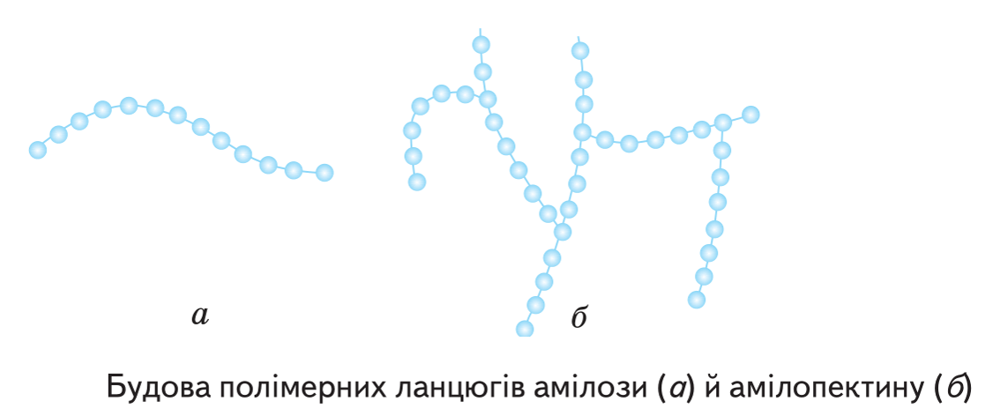 а
б
Будова полімерних ланцюгів амілози (а) й амілопектину (б)